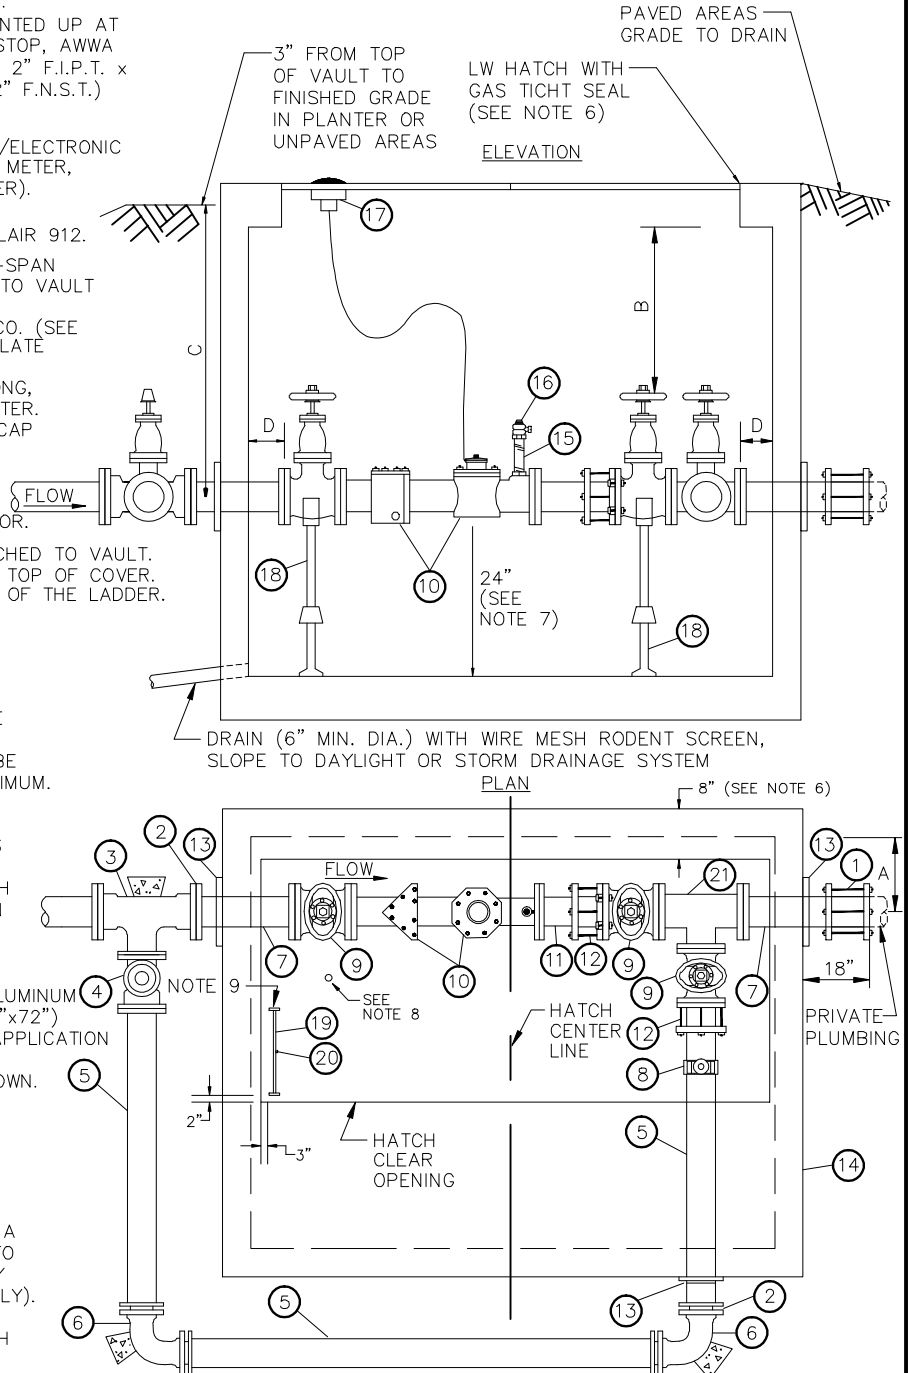 NTED UP AT
STOP, AWWA
2" F.I.P.T. x
2" F.N.S.T.)
/ELECTRONIC
METER,
ER).
LAIR 912.
-SPAN
TO VAULT
CO. (SEE
LATE
ONG,
TER.
CAP
OR.
CHED TO VAULT.
TOP OF COVER.
OF THE LADDER.
BE
IMUM.
S
H
LUMINUM
"x72")
APPLICATION
OWN.
A
TO
LY).
H
3" FROM TOP
OF VAULT TO
FINISHED GRADE
IN PLANTER OR
UNPAVED AREAS
LW HATCH WITH
GAS TICHT SEAL
(SEE NOTE 6)
PAVED AREAS
GRADE TO DRAIN
ELEVATION
17
C
B
16
15
D
D
FLOW
18
10
24"
(SEE
NOTE 7)
18
DRAIN (6" MIN. DIA.) WITH WIRE MESH RODENT SCREEN,
SLOPE TO DAYLIGHT OR STORM DRAINAGE SYSTEM
PLAN
8" (SEE NOTE 6)
3
2
13
FLOW
21
13
1
A
4
7
9
10
11
12
9
9
7
18"
NOTE 9
SEE
NOTE 8
19
20
HATCH
CENTER
LINE
12
8
PRIVATE
PLUMBING
5
2"
3"
HATCH
CLEAR
OPENING
5
14
6
5
13
2
6